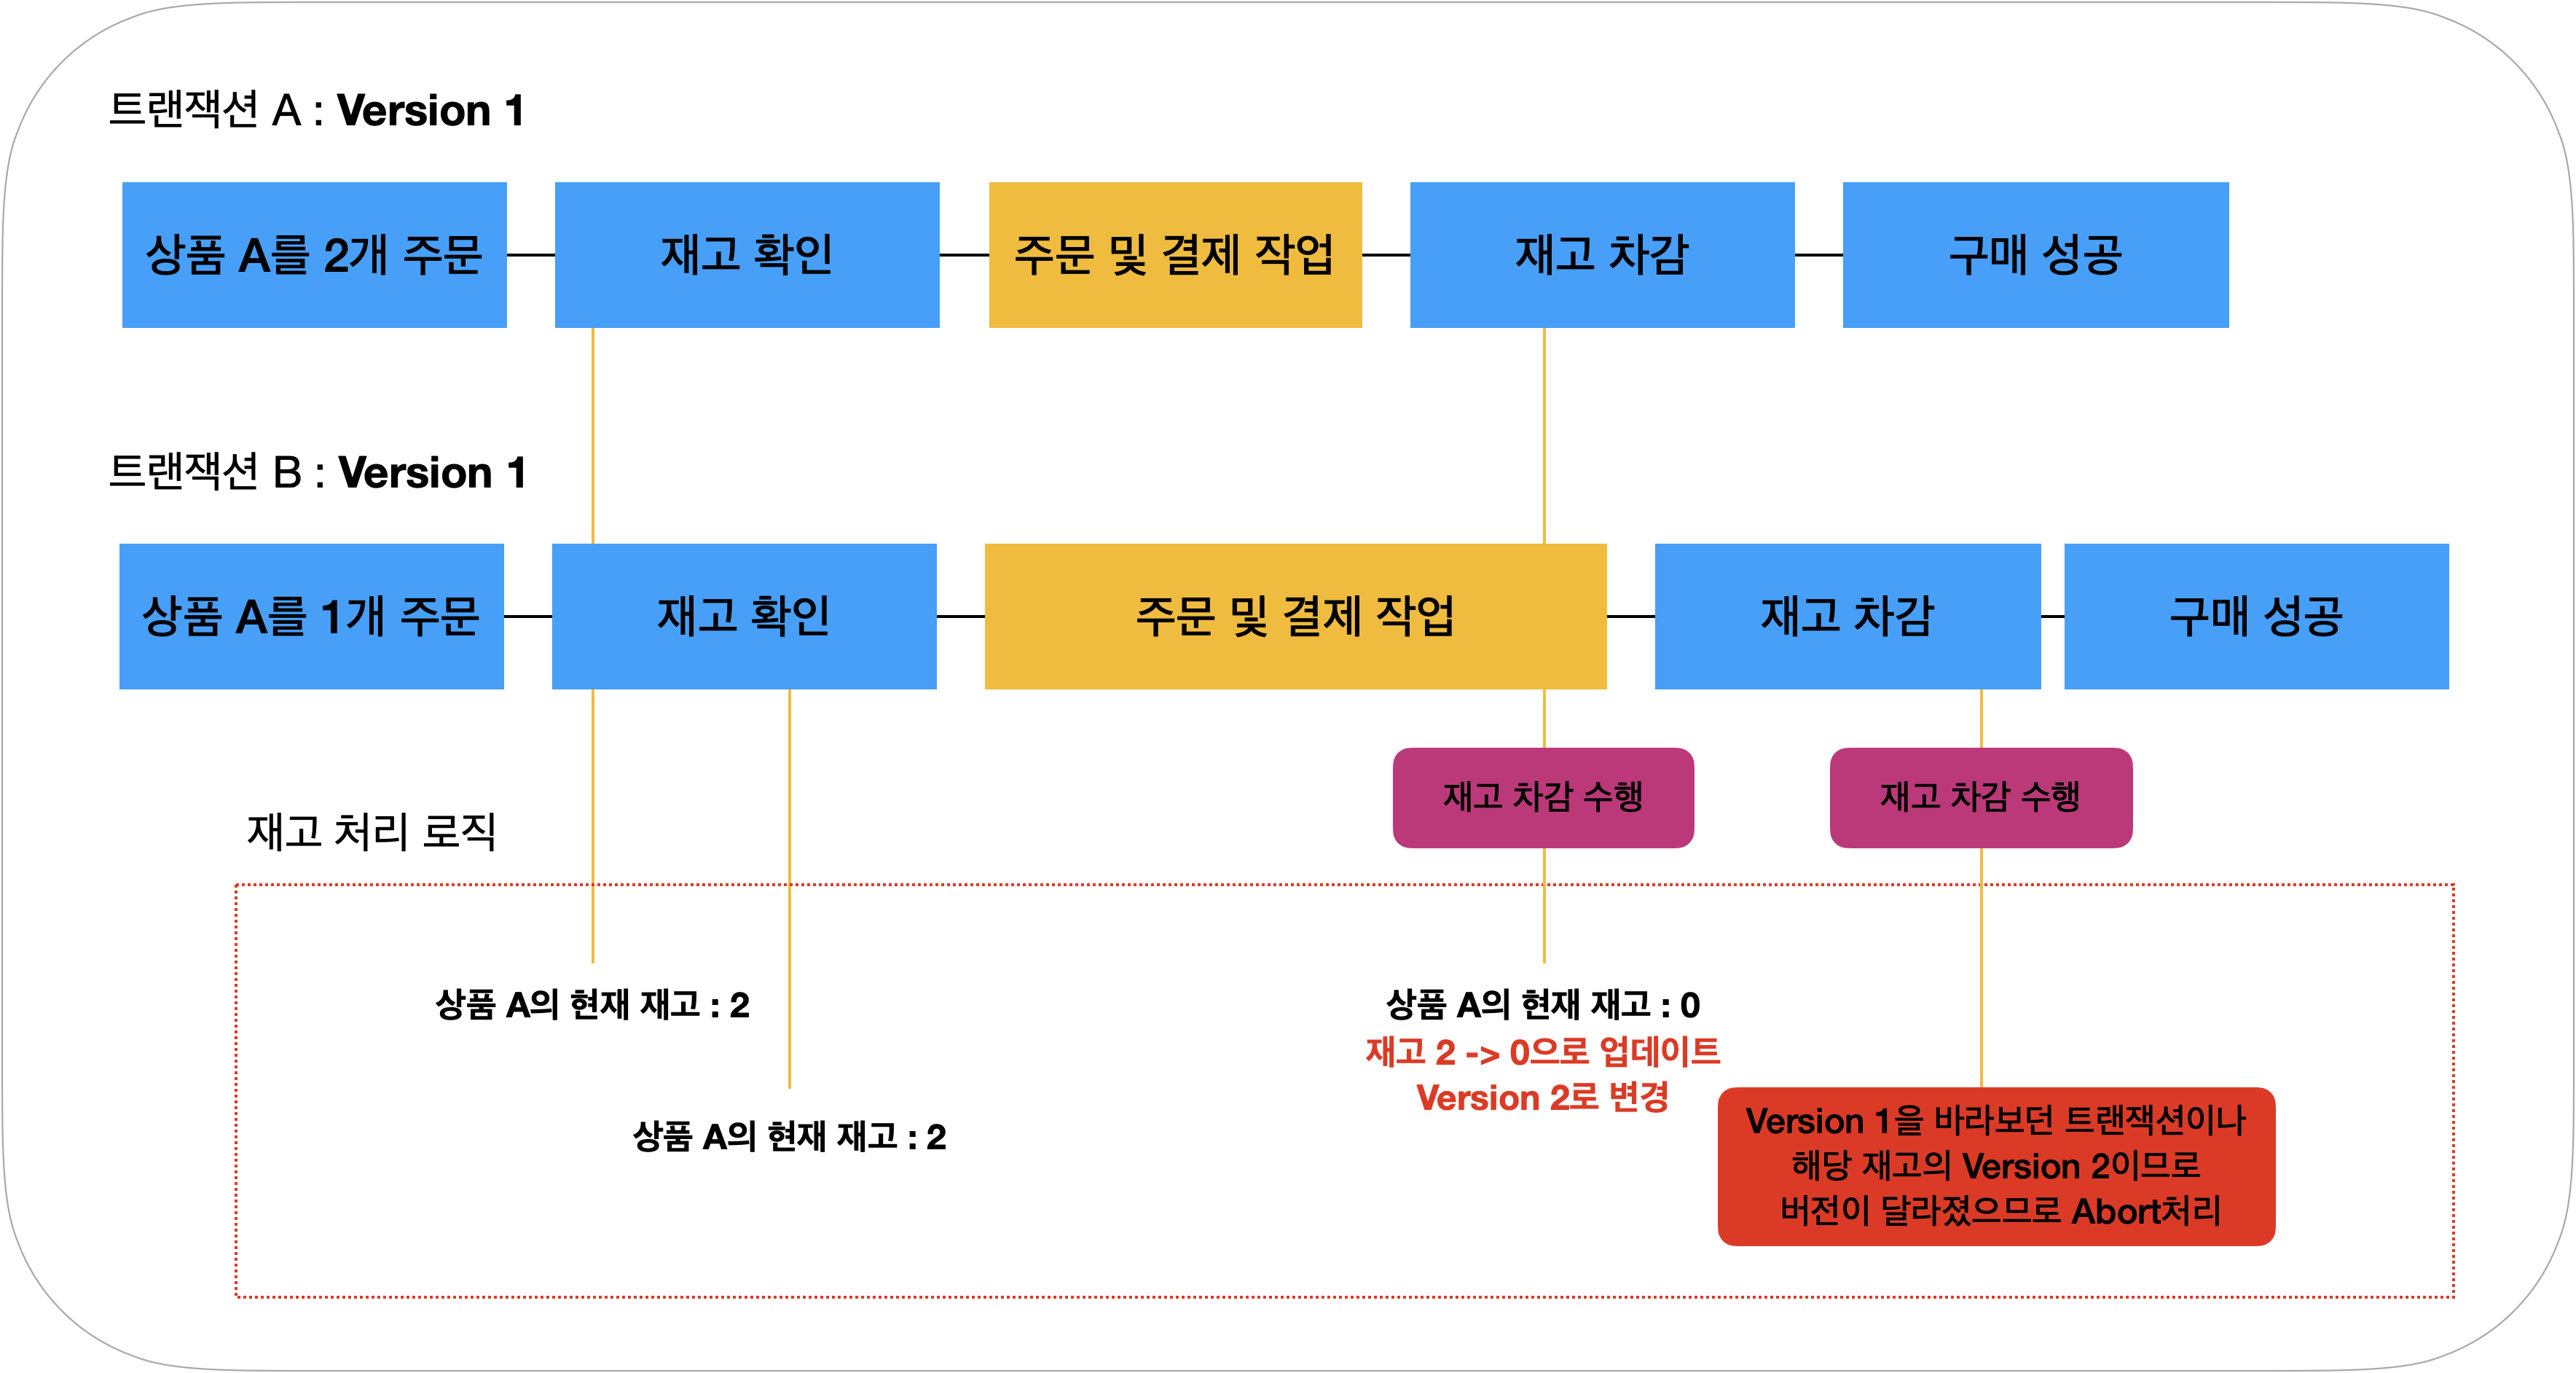 트랜잭션 A : Version 1
상품 A를 2개 주문
재고 확인
주문 및 결제 작업
재고 차감
구매 성공
트랜잭션 B : Version 1
상품 A를 1개 주문
재고 확인
주문 및 결제 작업
재고 차감
구매 성공
재고 차감 수행
재고 차감 수행
재고 처리 로직
상품 A의 현재 재고 : 2
상품 A의 현재 재고 : 2
상품 A의 현재 재고 : 0
재고 2 -> 0으로 업데이트
Version 2로 변경
Version 1을 바라보던 트랜잭션이나
해당 재고의 Version 2이므로
버전이 달라졌으므로 Abort처리